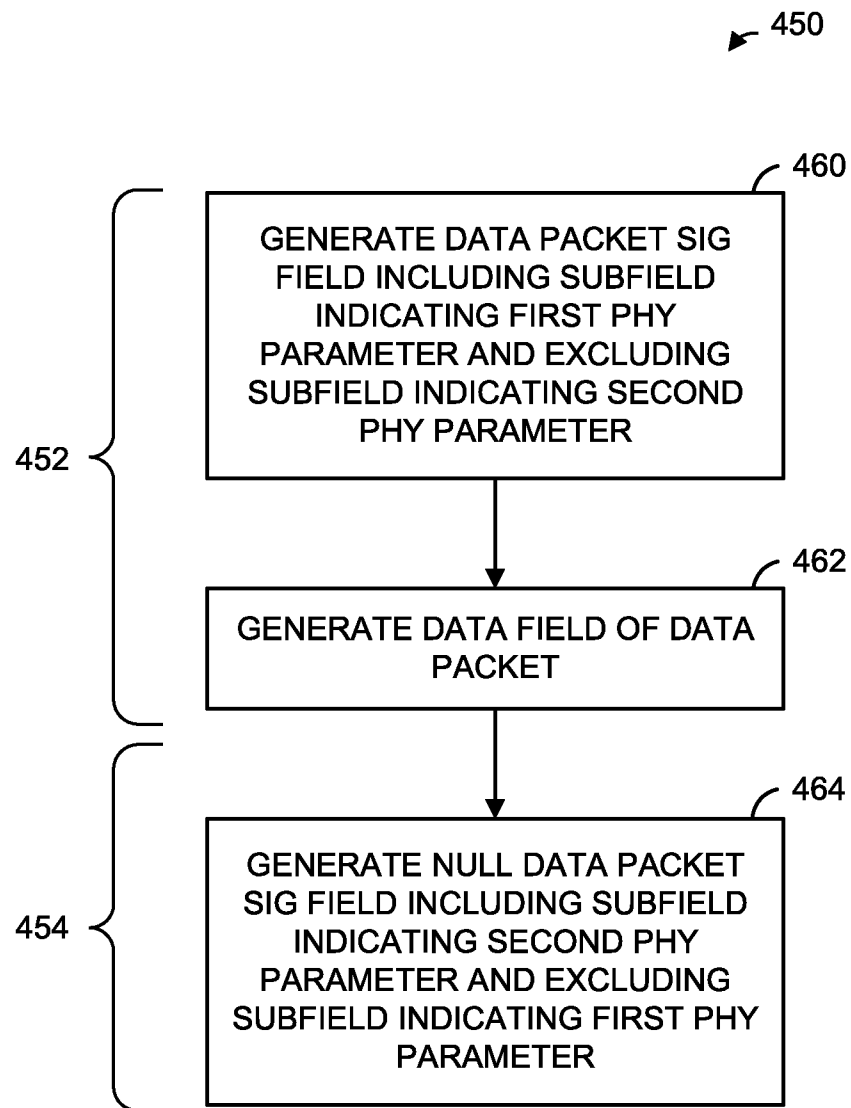 450
460
GENERATE DATA PACKET SIG
FIELD INCLUDING SUBFIELD
INDICATING FIRST PHY
PARAMETER AND EXCLUDING
SUBFIELD INDICATING SECOND
PHY PARAMETER
452
462
GENERATE DATA FIELD OF DATA
PACKET
464
GENERATE NULL DATA PACKET
SIG FIELD INCLUDING SUBFIELD
INDICATING SECOND PHY
PARAMETER AND EXCLUDING
SUBFIELD INDICATING FIRST PHY
PARAMETER
454